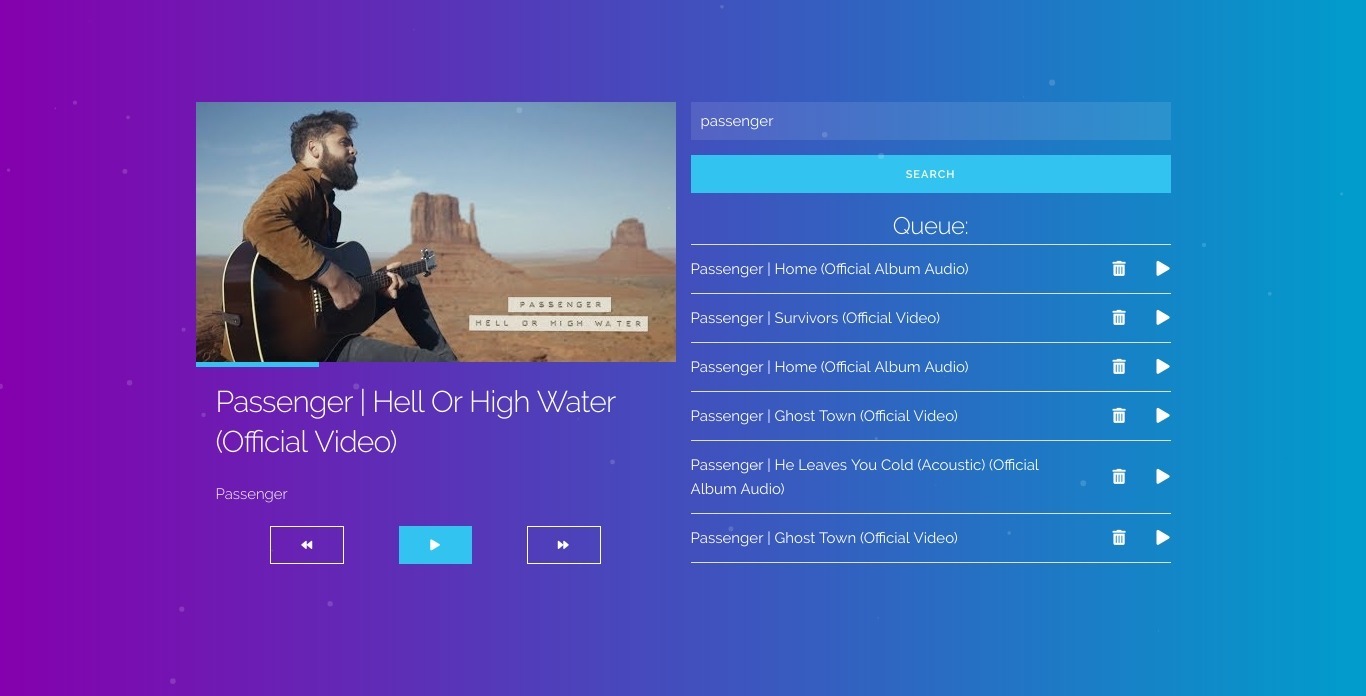 PASSENGER
HELL OR HIGH WATER
Passenger | Hell Or High Water
(Official Video)
Passenger
passenger
SEARCH
Queue:
Passenger | Home (Official Album Audio)
Passenger | Survivors (Official Video)
Passenger | Home (Official Album Audio)
Passenger | Ghost Town (Official Video)
Passenger | He Leaves You Cold (Acoustic) (Official
Album Audio)
Passenger | Ghost Town (Official Video)